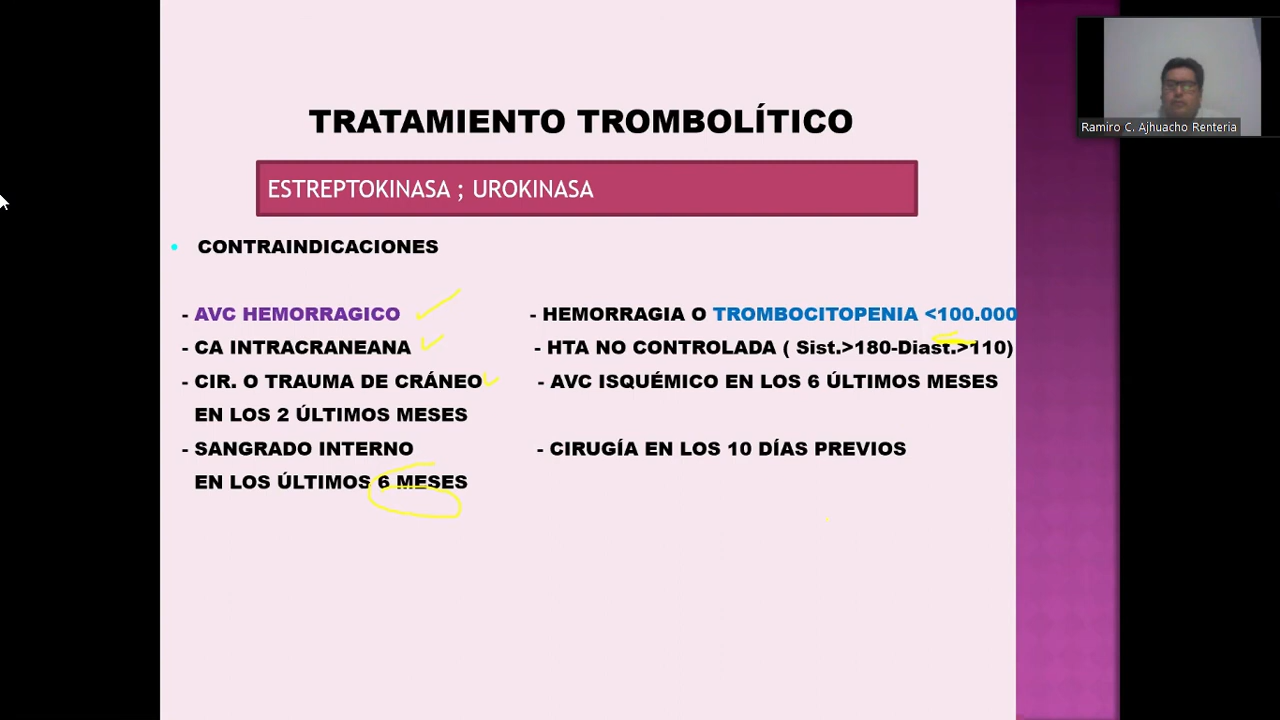 TRATAMIENTO TROMBOLÍTICO
ESTREPTOKINASA ; UROKINASA
• CONTRAINDICACIONES
- AVC HEMORRAGICO - HEMORRAGIA O TROMBOCITOPENIA <100.000
- CA INTRACRANEANA - HTA NO CONTROLADA ( Sist.>180-Diast.>110)
- CIR. O TRAUMA DE CRÁNEO - AVC ISQUÉMICO EN LOS 6 ÚLTIMOS MESES
EN LOS 2 ÚLTIMOS MESES
- SANGRADO INTERNO - CIRUGÍA EN LOS 10 DÍAS PREVIOS
EN LOS ÚLTIMOS 6 MESES
Ramiro C. Ajhuacho Renteria